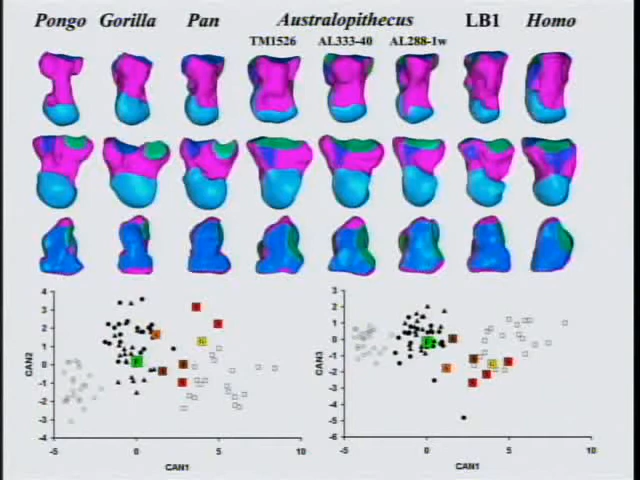 Pongo Gorilla Pan Australopithecus LB1 Homo
TM1526 AL333-40 AL288-1w
4
3
2
1
0
-1
-2
-3
-4
CAN2
-5 0 5 10
CAN1
3
2
1
0
-1
-2
-3
-4
-5
-6
CAN3
-5 0 5 10
CAN1